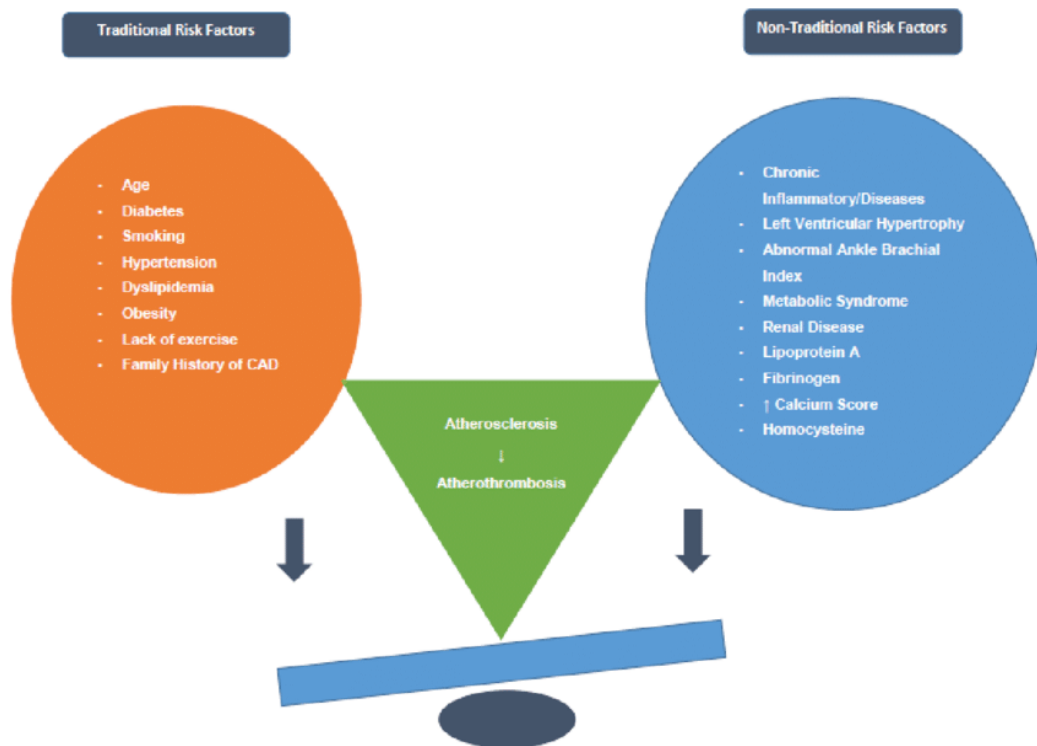 Traditional Risk Factors
Non-Traditional Risk Factors
- Age
- Diabetes
- Smoking
- Hypertension
- Dyslipidemia
- Obesity
- Lack of exercise
- Family History of CAD
- Chronic
Inflammatory/Diseases
- Left Ventricular Hypertrophy
- Abnormal Ankle Brachial
Index
- Metabolic Syndrome
- Renal Disease
- Lipoprotein A
- Fibrinogen
- ↑ Calcium Score
- Homocysteine
Atherosclerosis
↓
Atherothrombosis